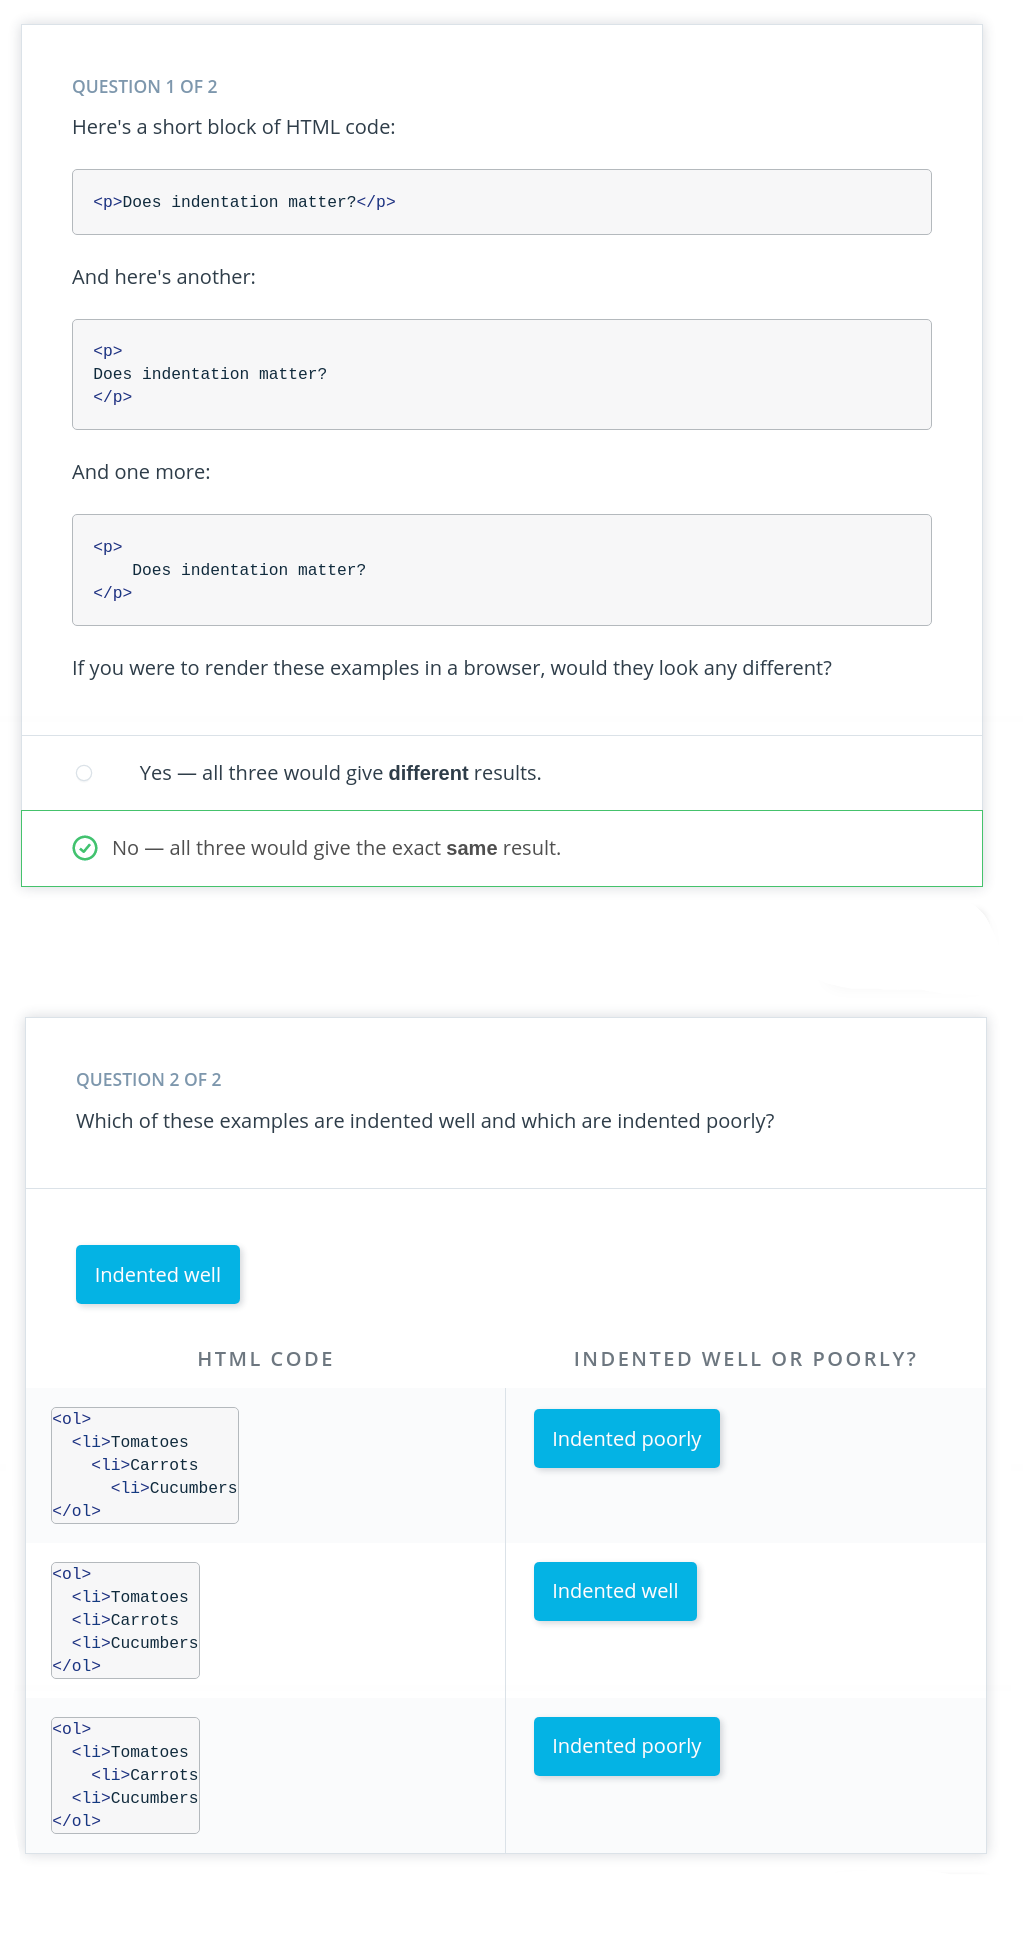 QUESTION 1 OF 2
Here's a short block of HTML code:
<p>Does indentation matter?</p>
And here's another:
<p>
Does indentation matter?
</p>
And one more:
<p>
    Does indentation matter?
</p>
If you were to render these examples in a browser, would they look any different?
Yes — all three would give different results.
No — all three would give the exact same result.
QUESTION 2 OF 2
Which of these examples are indented well and which are indented poorly?
Indented well
HTML CODE
INDENTED WELL OR POORLY?
<ol>
  <li>Tomatoes
    <li>Carrots
      <li>Cucumbers
</ol>
Indented poorly
<ol>
  <li>Tomatoes
  <li>Carrots
  <li>Cucumbers
</ol>
Indented well
<ol>
  <li>Tomatoes
    <li>Carrots
  <li>Cucumbers
</ol>
Indented poorly